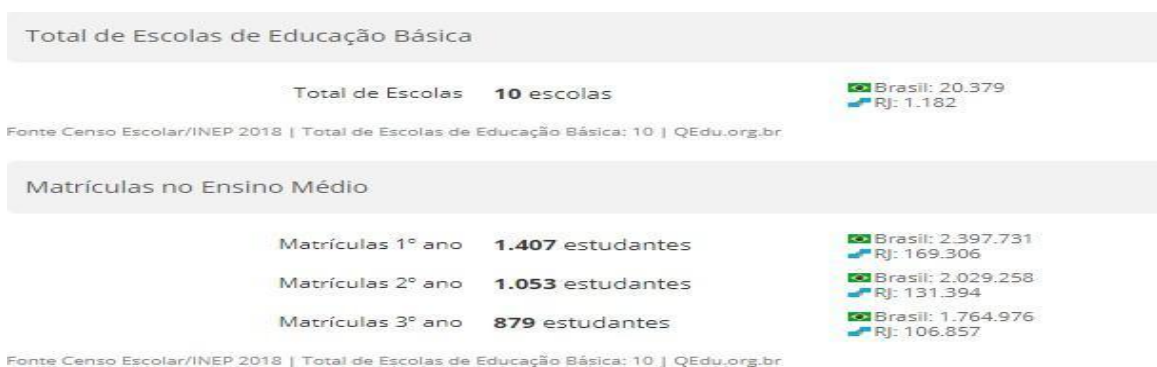 Total de Escolas de Educação Básica
Total de Escolas 10 escolas Brasil: 20.379
RJ: 1.182
Fonte Censo Escolar/INEP 2018 | Total de Escolas de Educação Básica: 10 | QEdu.org.br
Matrículas no Ensino Médio
Matrículas 1º ano 1.407 estudantes Brasil: 2.397.731
RJ: 169.306
Matrículas 2º ano 1.053 estudantes Brasil: 2.029.258
RJ: 131.394
Matrículas 3º ano 879 estudantes Brasil: 1.764.976
RJ: 106.857
Fonte Censo Escolar/INEP 2018 | Total de Escolas de Educação Básica: 10 | QEdu.org.br